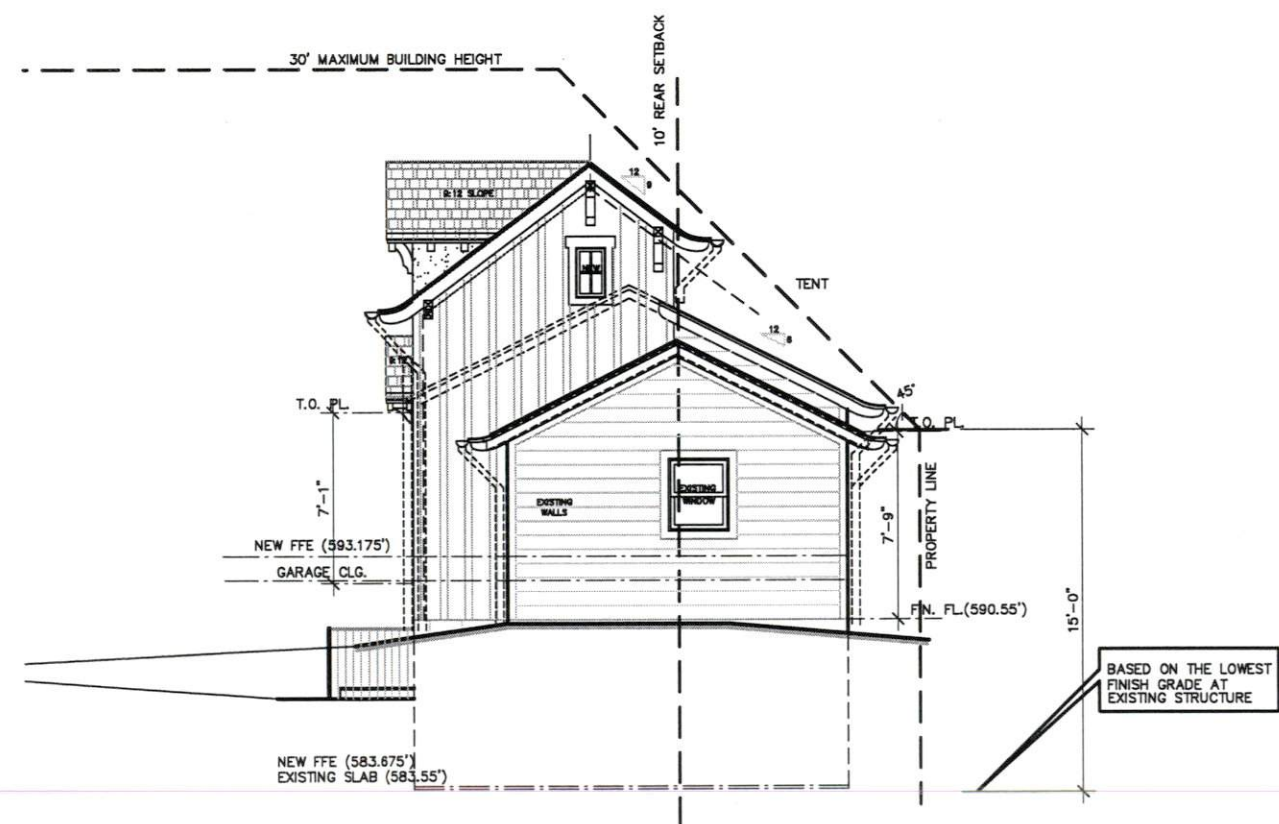 30' MAXIMUM BUILDING HEIGHT
10' REAR SETBACK
12
9
9:12 SLOPE
NEW
TENT
12
6
45°
T.O. PL.
T.O. PL.
7'-1"
EXISTING
WALLS
EXISTING
WINDOW
7'-9"
PROPERTY LINE
15'-0"
NEW FFE (593.175')
GARAGE CLG.
FIN. FL.(590.55')
BASED ON THE LOWEST
FINISH GRADE AT
EXISTING STRUCTURE
NEW FFE (583.675')
EXISTING SLAB (583.55')